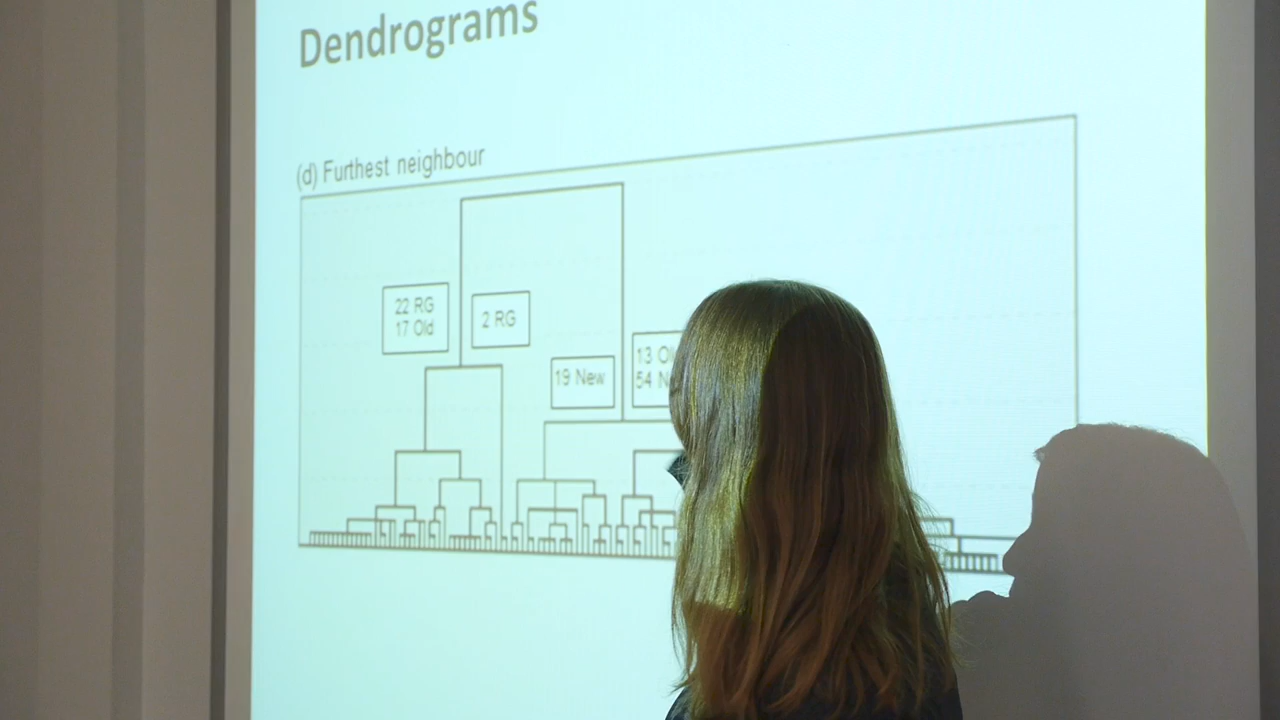 Dendrograms
(d) Furthest neighbour
22 RG
17 Old
2 RG
19 New
13
54